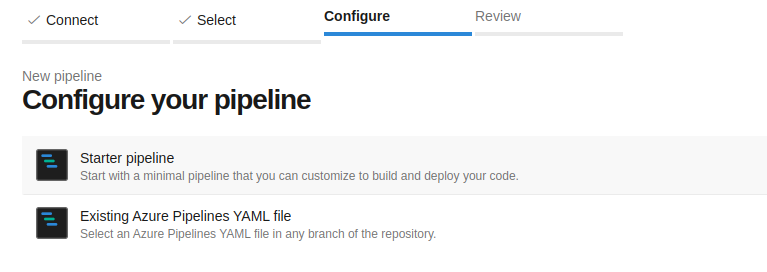 Connect
Select
Configure
Review
New pipeline
Configure your pipeline
Starter pipeline
Start with a minimal pipeline that you can customize to build and deploy your code.
Existing Azure Pipelines YAML file
Select an Azure Pipelines YAML file in any branch of the repository.